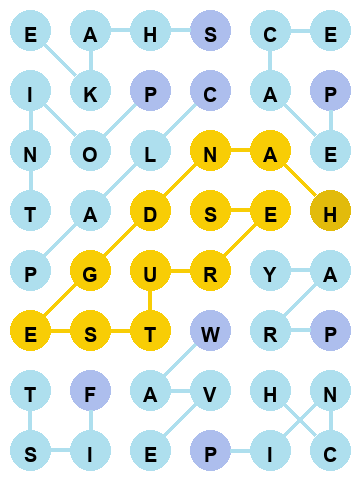 E A H S C E
I K P C A P
N O L N A E
T A D S E H
P G U R Y A
E S T W R P
T F A V H N
S I E P I C